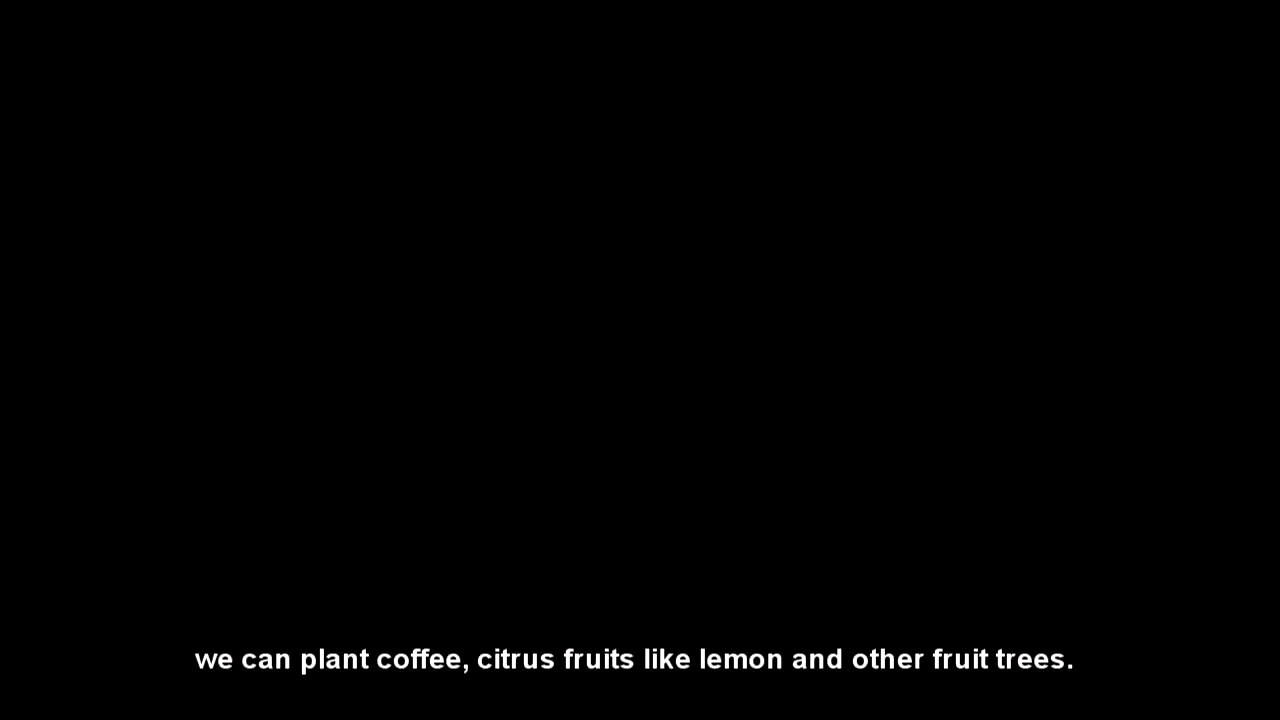 we can plant coffee, citrus fruits like lemon and other fruit trees.